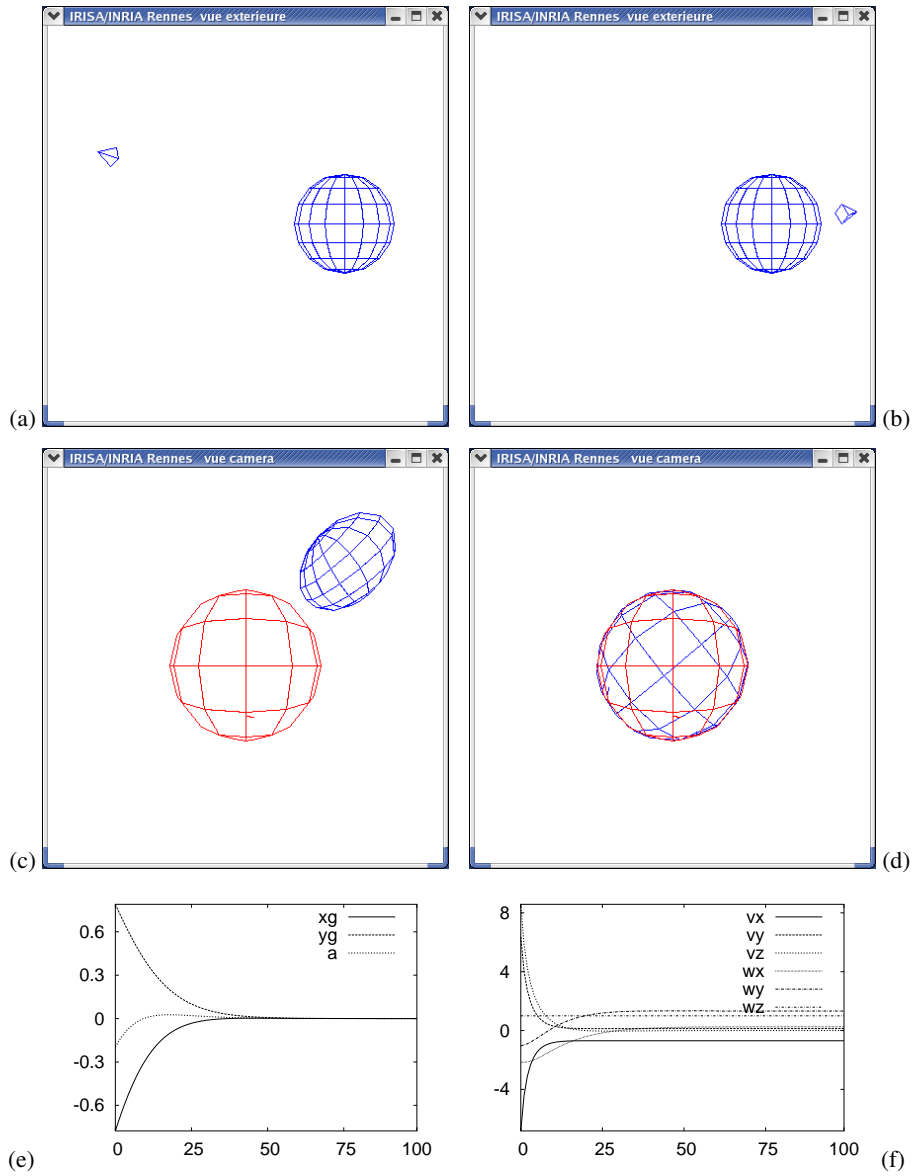 IRISA/INRIA Rennes vue exterieure
IRISA/INRIA Rennes vue exterieure
(a)
(b)
IRISA/INRIA Rennes vue camera
IRISA/INRIA Rennes vue camera
(c)
(d)
xg
yg
a
0.6
0.3
0
-0.3
-0.6
0
25
50
75
100
(e)
vx
vy
vz
wx
wy
wz
8
4
0
-4
0
25
50
75
100
(f)